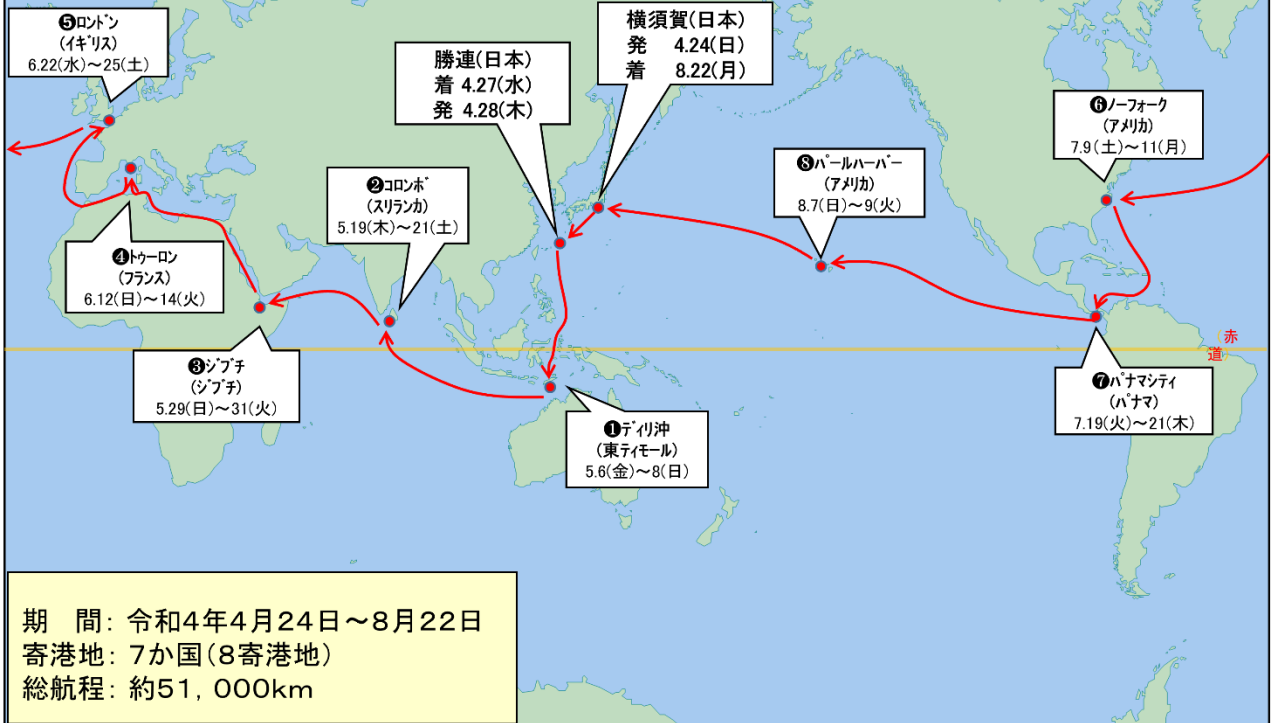 ❺ロンドン
(イギリス)
6.22(水)～25(土)
勝連(日本)
着 4.27(水)
発 4.28(木)
横須賀(日本)
発 4.24(日)
着 8.22(月)
❻ノーフォーク
(アメリカ)
7.9(土)～11(月)
❽パールハーバー
(アメリカ)
8.7(日)～9(火)
❷コロンボ
(スリランカ)
5.19(木)～21(土)
❹トゥーロン
(フランス)
6.12(日)～14(火)
❸ジブチ
(ジブチ)
5.29(日)～31(火)
❶ディリ沖
(東ティモール)
5.6(金)～8(日)
(赤
道)
❼パナマシティ
(パナマ)
7.19(火)～21(木)
期　間: 令和4年4月24日～8月22日
寄港地: 7か国(8寄港地)
総航程: 約51,000km